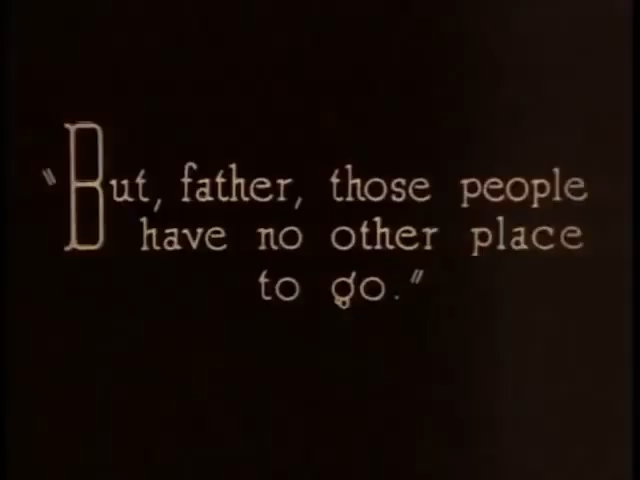 "But, father, those people
have no other place
to go."